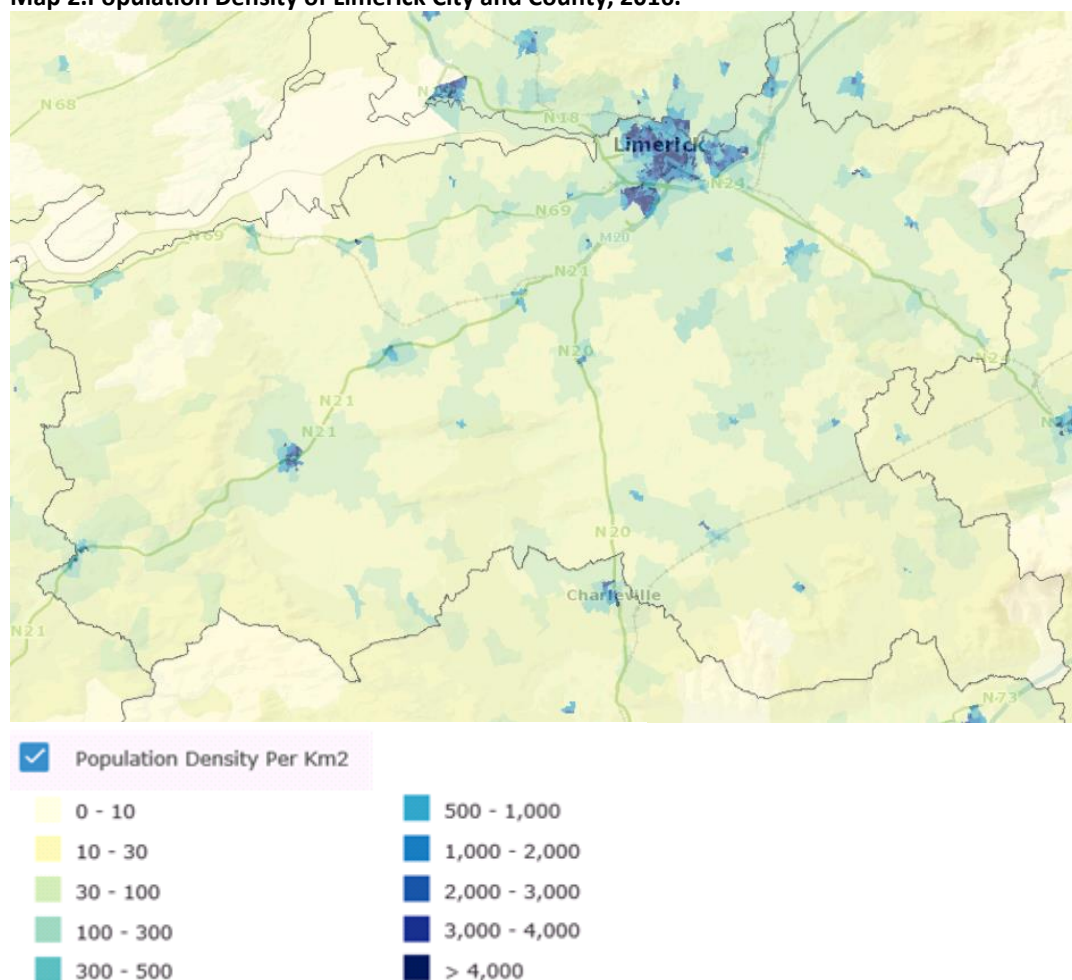 Map 2:Population Density of Limerick City and County, 2016.
N68
N18
Limerick
N24
N69
N69
M20
N21
N20
N24
N21
N21
N20
Charleville
N21
N73
Population Density Per Km2
0 - 10
10 - 30
30 - 100
100 - 300
300 - 500
500 - 1,000
1,000 - 2,000
2,000 - 3,000
3,000 - 4,000
> 4,000